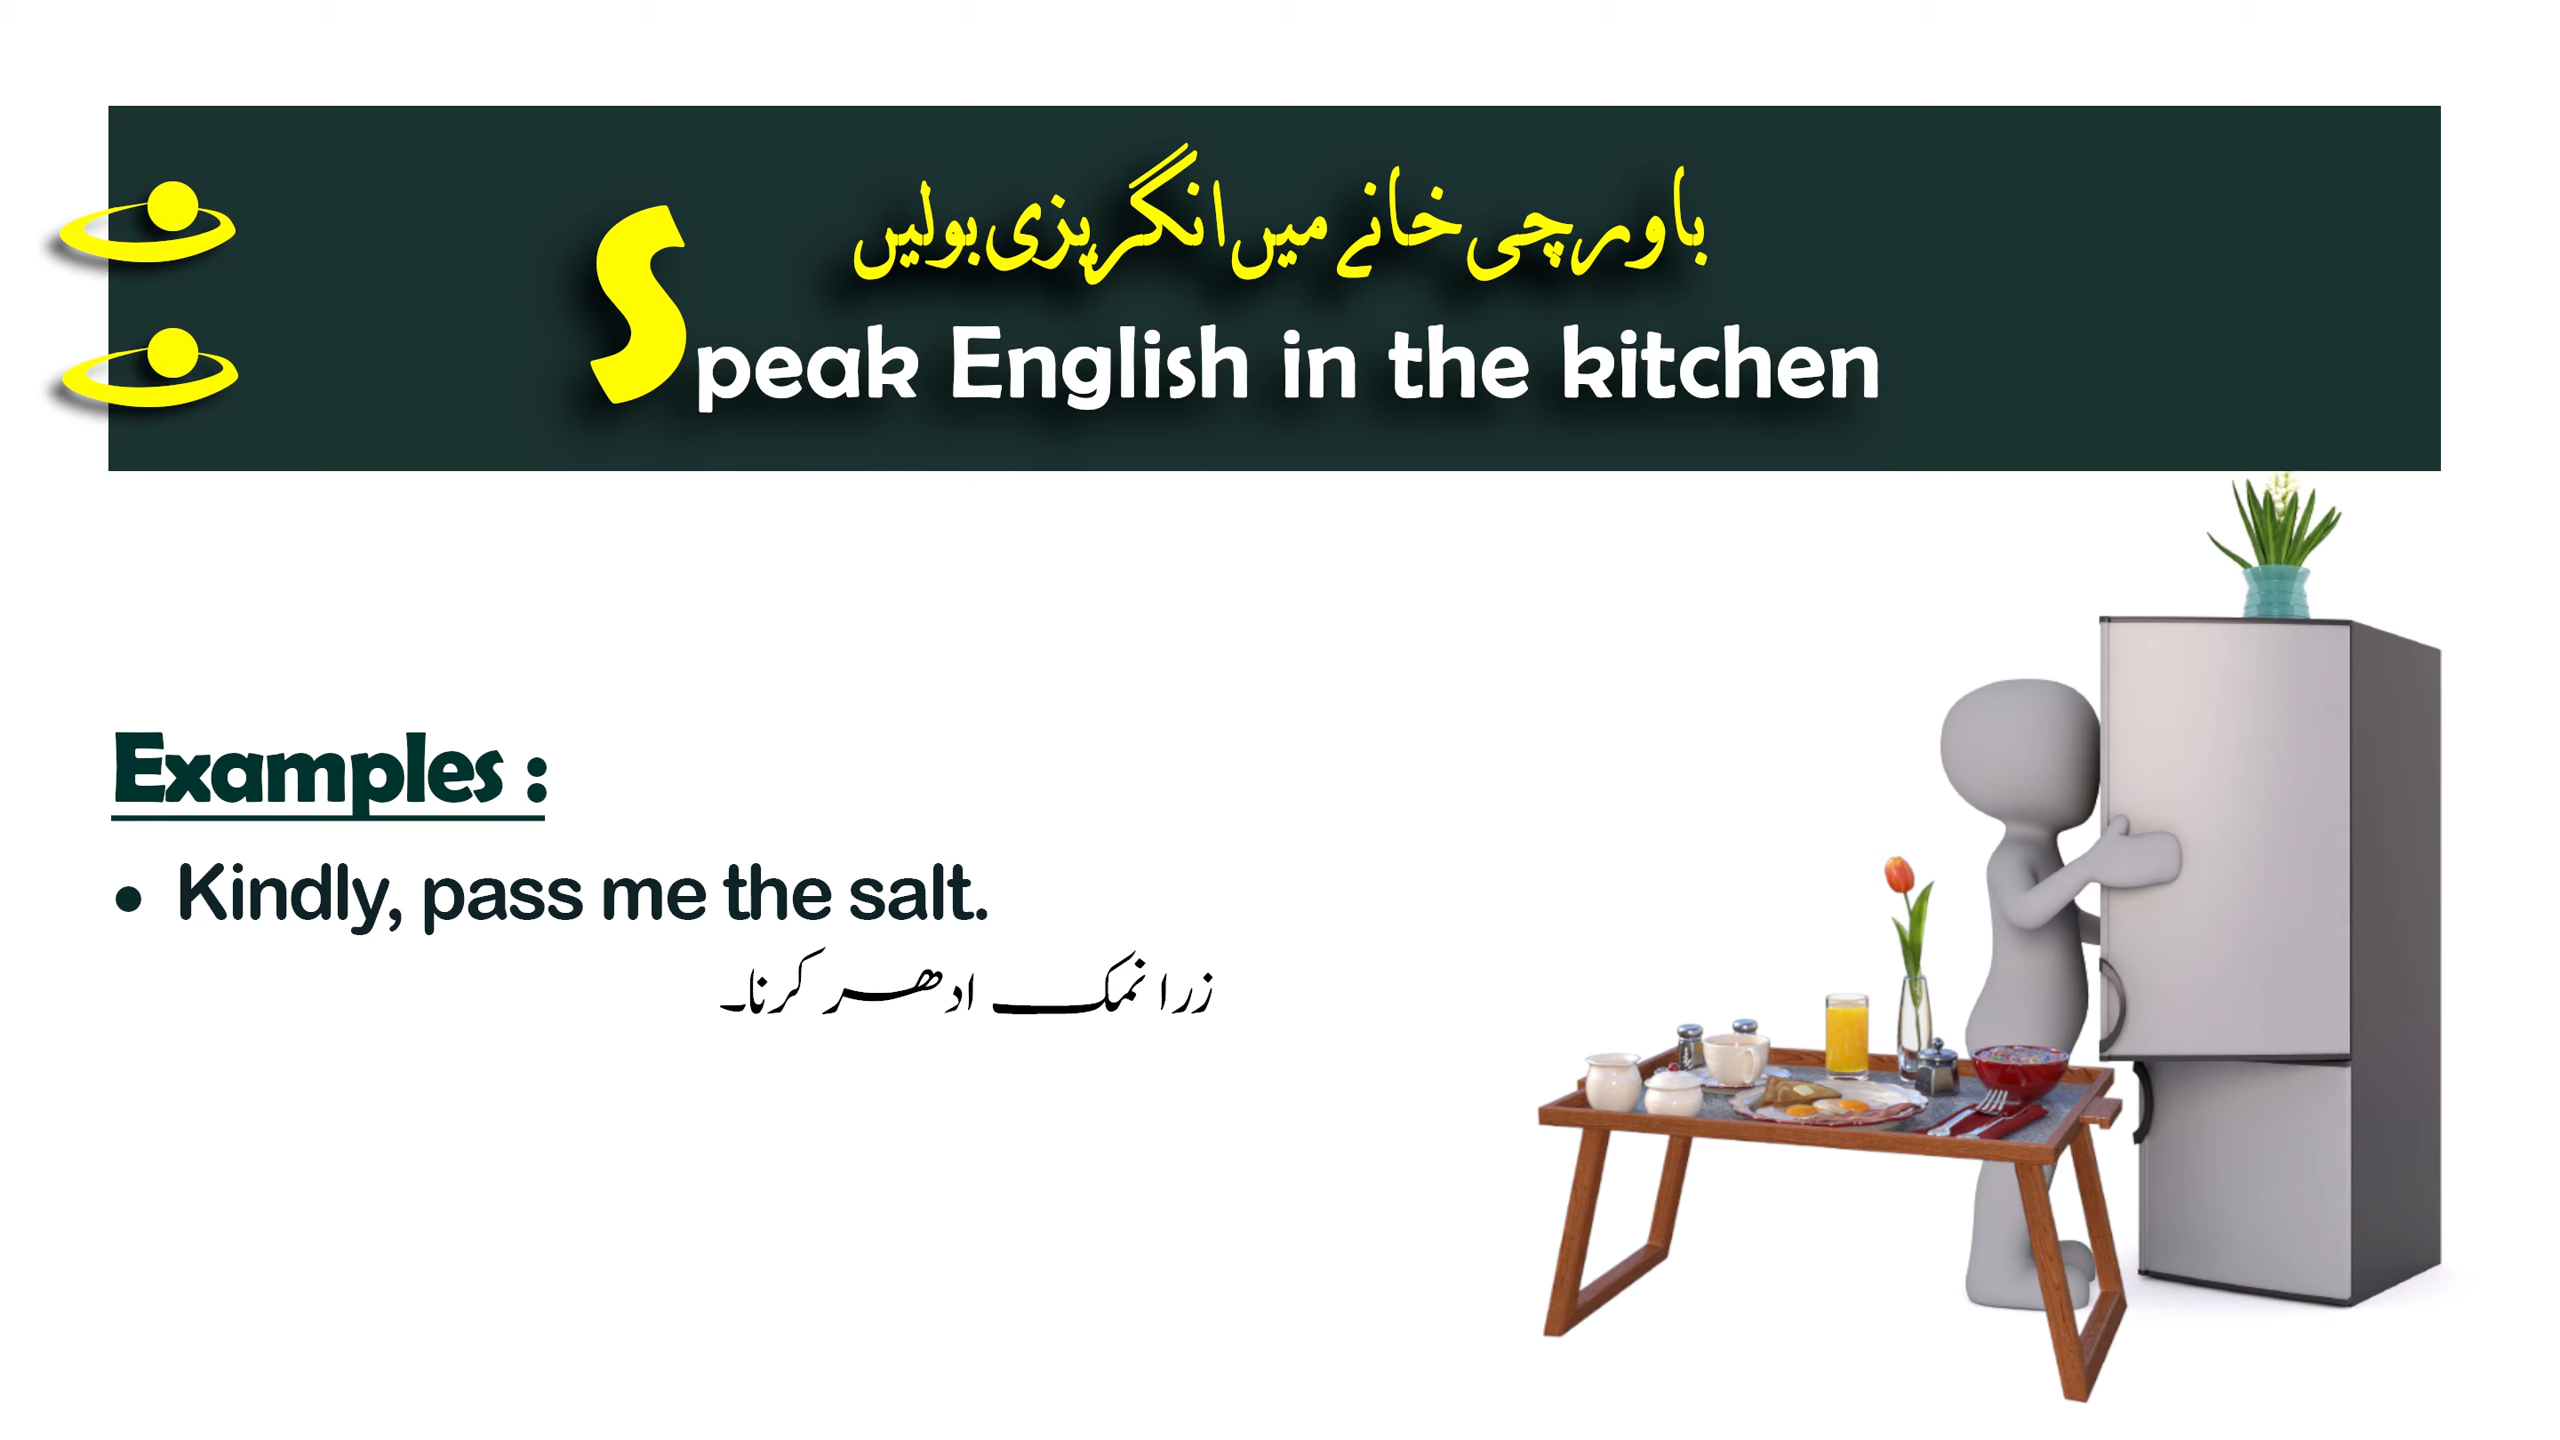 باورچی خانے میں انگریزی بولیں
Speak English in the kitchen
Examples :
• Kindly, pass me the salt.
زرا نمک ادھر کرنا۔